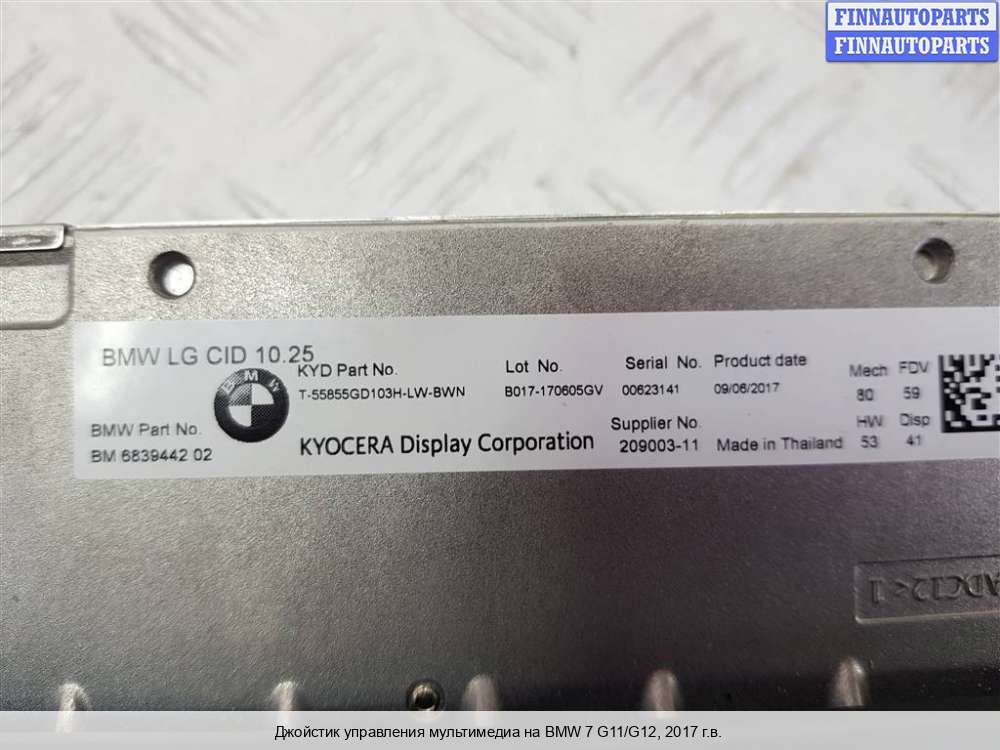 FINNAUTOPARTS
FINNAUTOPARTS
BMW LG CID 10.25
BMW
BMW Part No.
BM 6839442 02
KYD Part No.
T-55855GD103H-LW-BWN
KYOCERA Display Corporation
Lot No.
B017-170605GV
Serial No.
00623141
Supplier No.
209003-11
Product date
09/06/2017
Made in Thailand
Mech FDV
80 59
HW Disp
53 41
ADC12<1
Джойстик управления мультимедиа на BMW 7 G11/G12, 2017 г.в.